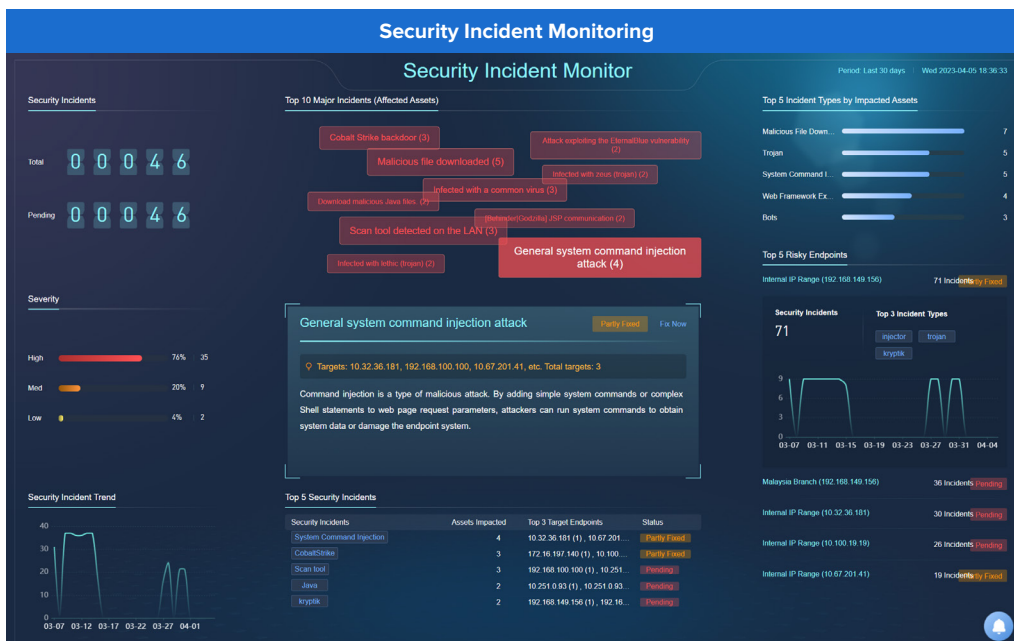 Security Incident Monitoring
Security Incident Monitor
Period: Last 30 days
Wed 2023-04-05 18:36:33
Security Incidents
Total
0 0 0 4 6
Pending
0 0 0 4 6
Severity
High 76% 35
Med 20% 9
Low 4% 2
Security Incident Trend
40
30
20
10
0
03-07 03-12 03-17 03-22 03-27 04-01
Top 10 Major Incidents (Affected Assets)
Cobalt Strike backdoor (3)
Attack exploiting the EternalBlue vulnerability
(2)
Malicious file downloaded (5)
Infected with zeus (trojan) (2)
Infected with a common virus (3)
Download malicious Java files. (2)
JSP communication (2)
Scan tool detected on the LAN (3)
General system command injection
attack (4)
Infected with lethic (trojan) (2)
General system command injection attack
Partly Fixed
Fix Now
Targets: 10.32.36.181, 192.168.100.100, 10.67.201.41, etc. Total targets: 3
Command injection is a type of malicious attack. By adding simple system commands or complex
Shell statements to web page request parameters, attackers can run system commands to obtain
system data or damage the endpoint system.
Top 5 Security Incidents
Security Incidents Assets Impacted Top 3 Target Endpoints Status
System Command Injection 4 10.32.36.181 (1) , 10.67.201.... Partly Fixed
CobaltStrike 3 172.16.197.140 (1) , 10.100.... Partly Fixed
Scan tool 3 192.168.100.100 (1) , 10.251.... Pending
Java 2 10.251.0.93 (1) , 10.251.0.93... Pending
kryptik 2 192.168.149.156 (1) , 192.16... Pending
Top 5 Incident Types by Impacted Assets
Malicious File Down... 7
Trojan 5
System Command I... 5
Web Framework Ex... 4
Bots 3
Top 5 Risky Endpoints
Internal IP Range (192.168.149.156) 71 Incidents Partly Fixed
Security Incidents
71
Top 3 Incident Types
injector trojan
kryptik
9
6
3
0
03-07 03-11 03-15 03-19 03-23 03-27 03-31 04-04
Malaysia Branch (192.168.149.156) 36 Incidents Pending
Internal IP Range (10.32.36.181) 30 Incidents Pending
Internal IP Range (10.100.19.19) 26 Incidents Pending
Internal IP Range (10.67.201.41) 19 Incidents Partly Fixed